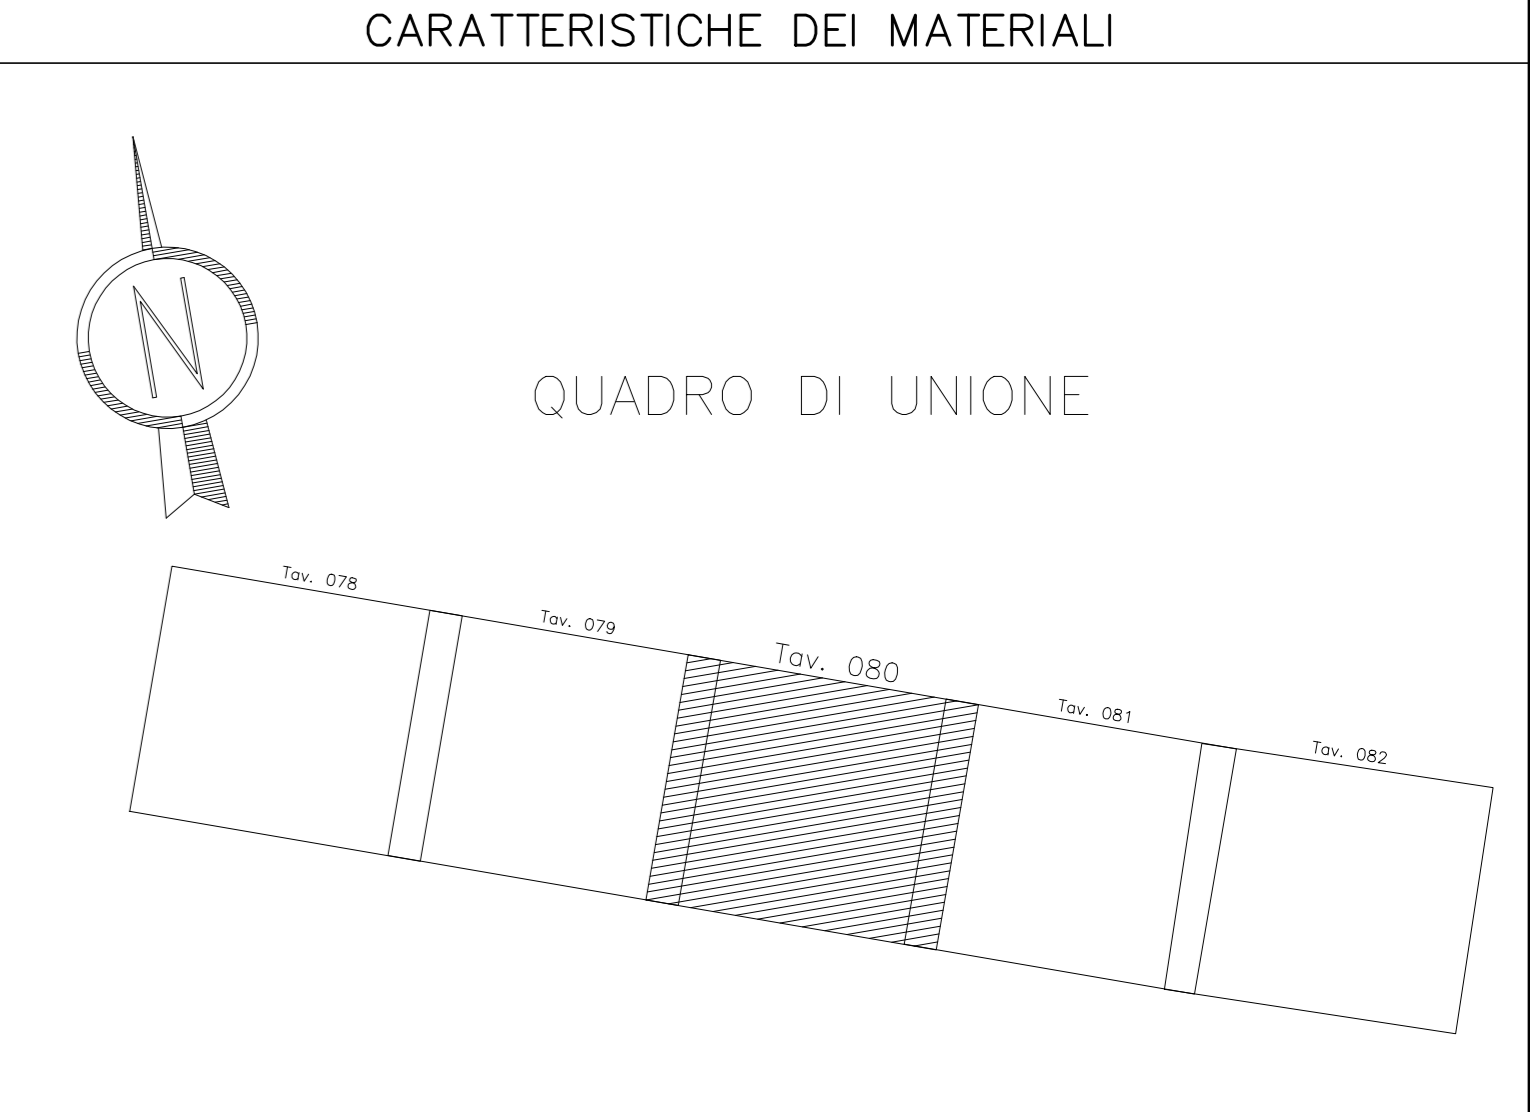 CARATTERISTICHE DEI MATERIALI
N
QUADRO DI UNIONE
Tav. 078
Tav. 079
Tav. 080
Tav. 081
Tav. 082